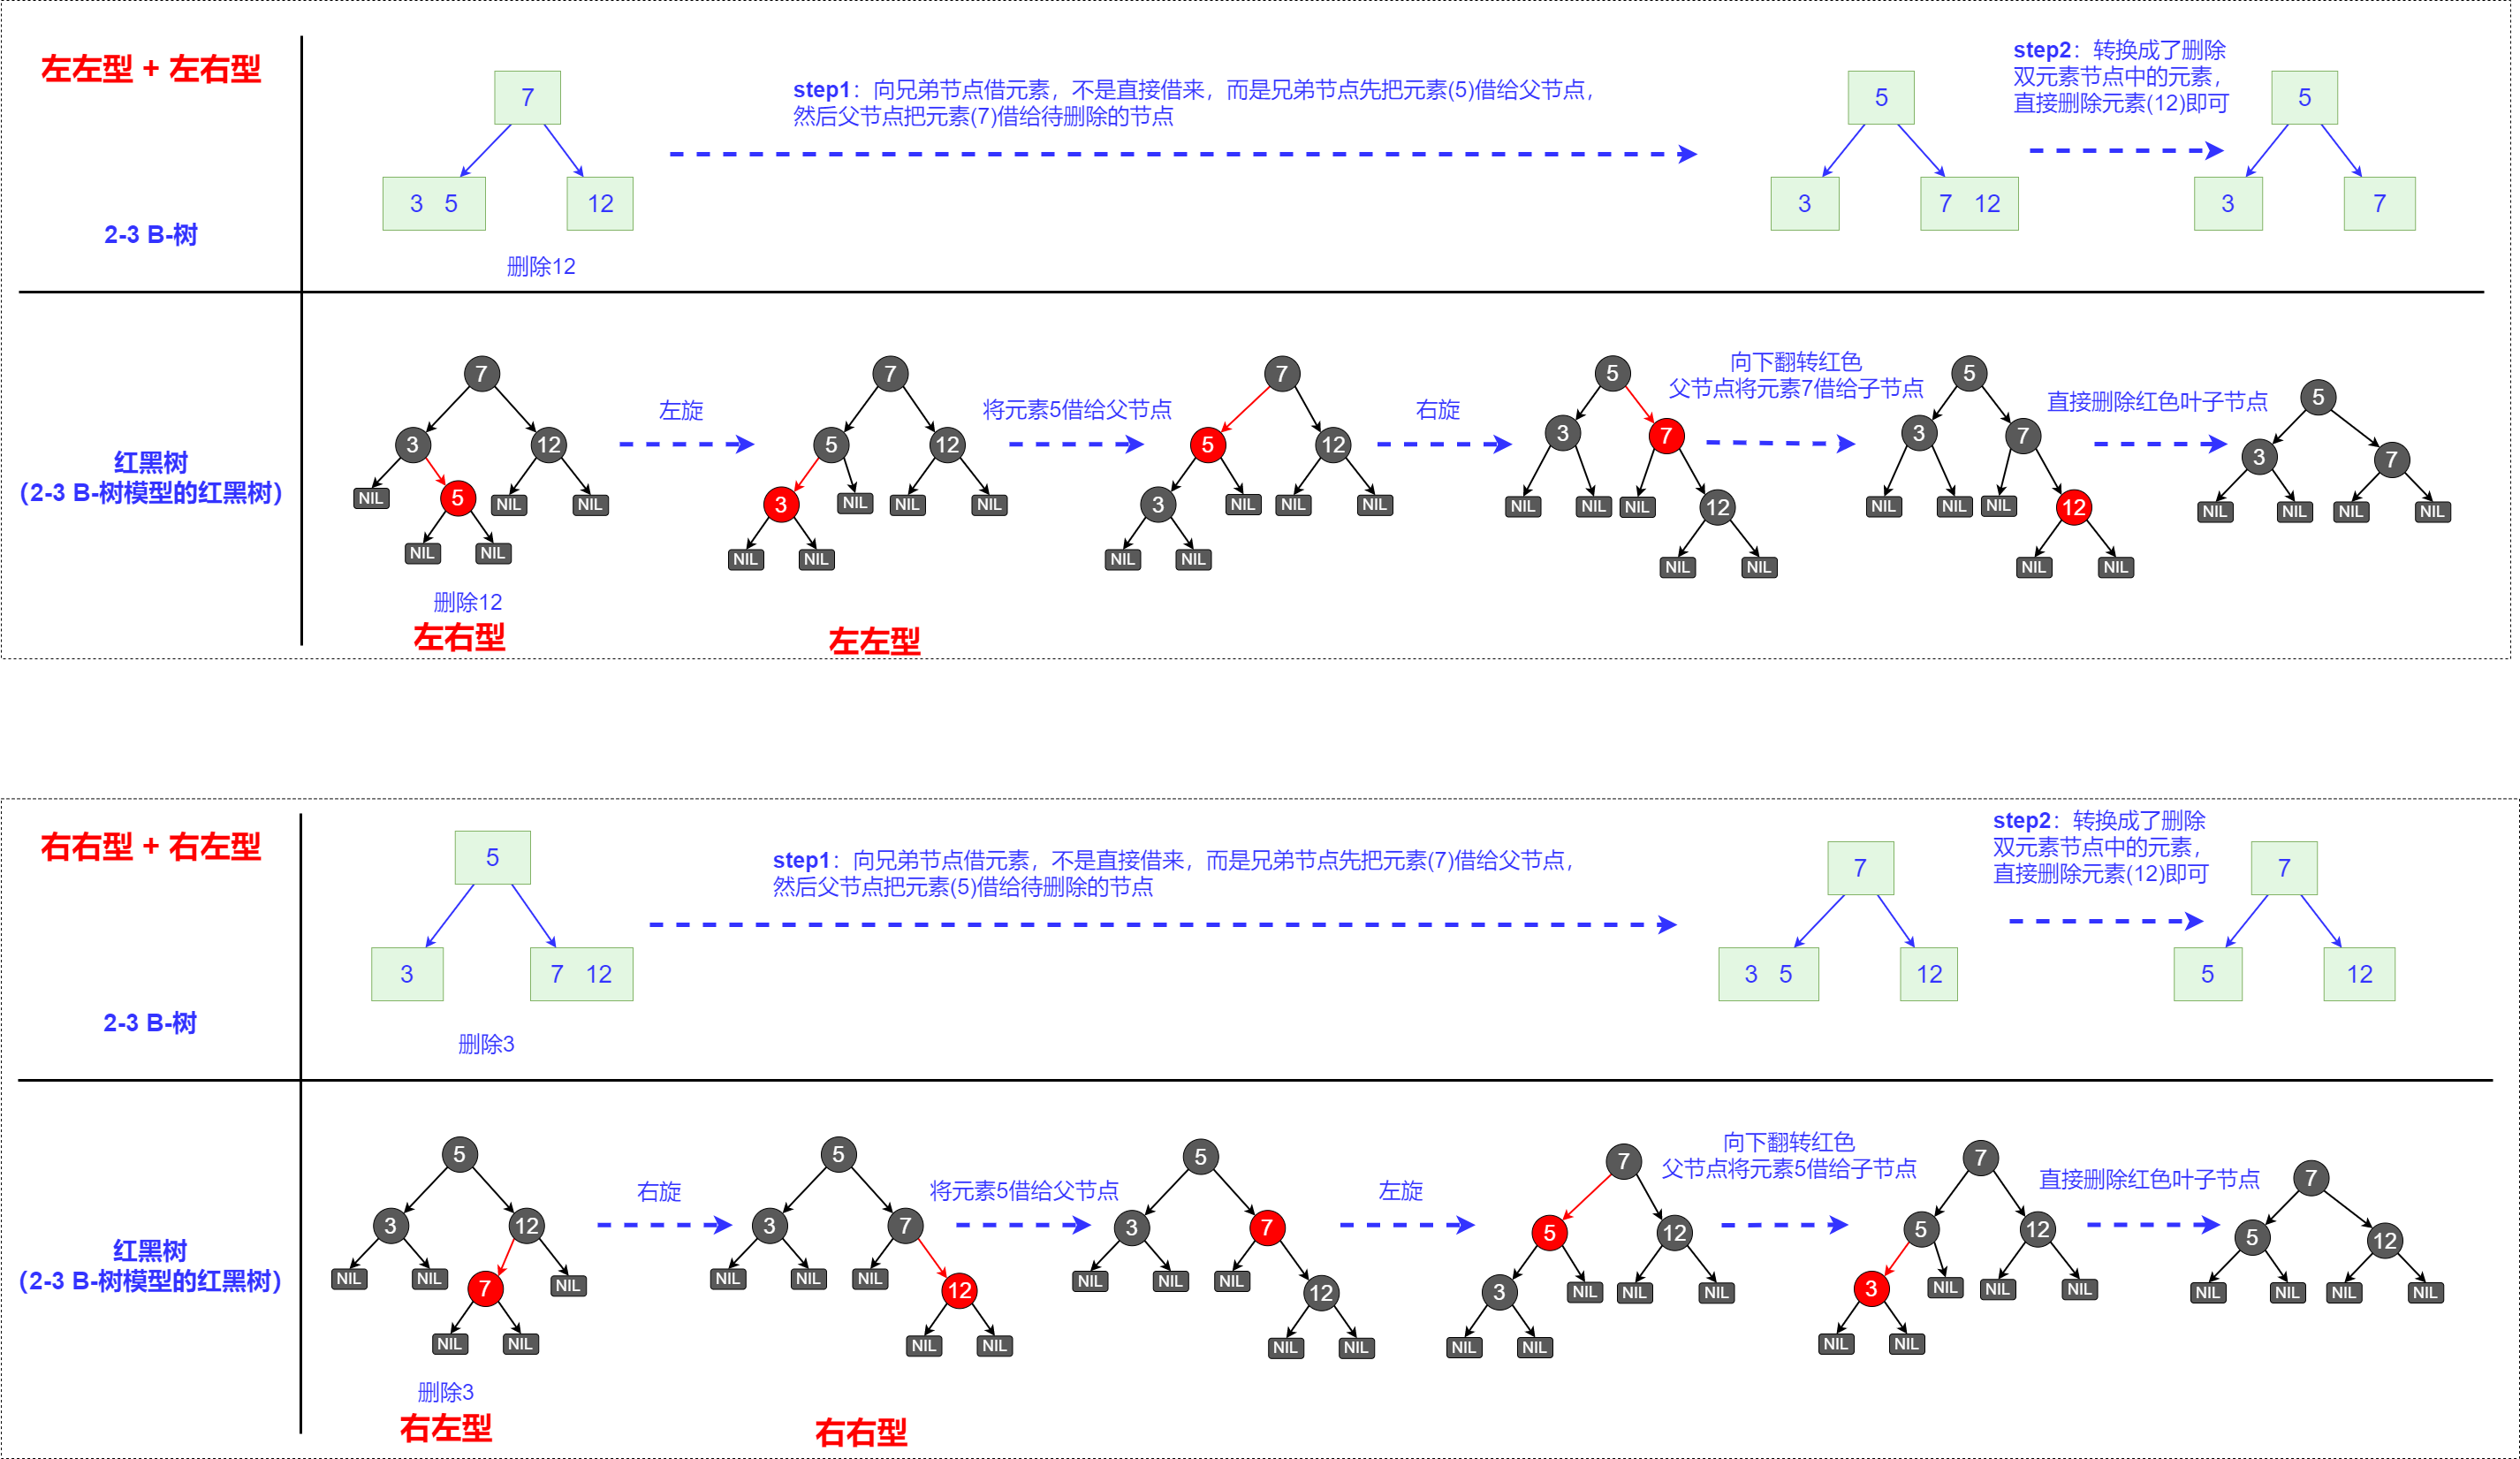 左左型 + 左右型
2-3 B-树
7
3 5
12
删除12
step1：向兄弟节点借元素，不是直接借来，而是兄弟节点先把元素(5)借给父节点，
然后父节点把元素(7)借给待删除的节点
5
3
7 12
step2：转换成了删除
双元素节点中的元素，
直接删除元素(12)即可
5
3
7
红黑树
（2-3 B-树模型的红黑树）
7
3
12
NIL
5
NIL
NIL
NIL
NIL
删除12
左右型
左旋
7
5
12
3
NIL
NIL
NIL
NIL
NIL
左左型
将元素5借给父节点
7
5
12
3
NIL
NIL
NIL
NIL
NIL
右旋
5
3
7
NIL
NIL
NIL
12
NIL
NIL
向下翻转红色
父节点将元素7借给子节点
5
3
7
NIL
NIL
NIL
12
NIL
NIL
直接删除红色叶子节点
5
3
7
NIL
NIL
NIL
NIL
右右型 + 右左型
2-3 B-树
5
3
7 12
删除3
step1：向兄弟节点借元素，不是直接借来，而是兄弟节点先把元素(7)借给父节点，
然后父节点把元素(5)借给待删除的节点
7
3 5
12
step2：转换成了删除
双元素节点中的元素，
直接删除元素(12)即可
7
5
12
红黑树
（2-3 B-树模型的红黑树）
5
3
12
NIL
NIL
7
NIL
NIL
NIL
删除3
右左型
右旋
5
3
7
NIL
NIL
NIL
12
NIL
NIL
右右型
将元素5借给父节点
5
3
7
NIL
NIL
NIL
12
NIL
NIL
左旋
7
5
12
3
NIL
NIL
NIL
NIL
NIL
向下翻转红色
父节点将元素5借给子节点
7
5
12
3
NIL
NIL
NIL
NIL
NIL
直接删除红色叶子节点
7
5
12
NIL
NIL
NIL
NIL